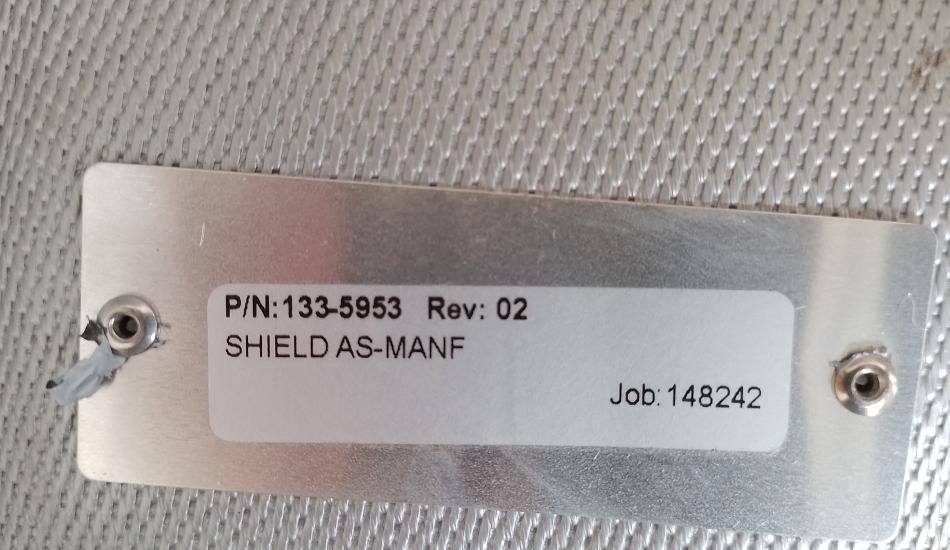 P/N:133-5953 Rev: 02
SHIELD AS-MANF
Job:148242